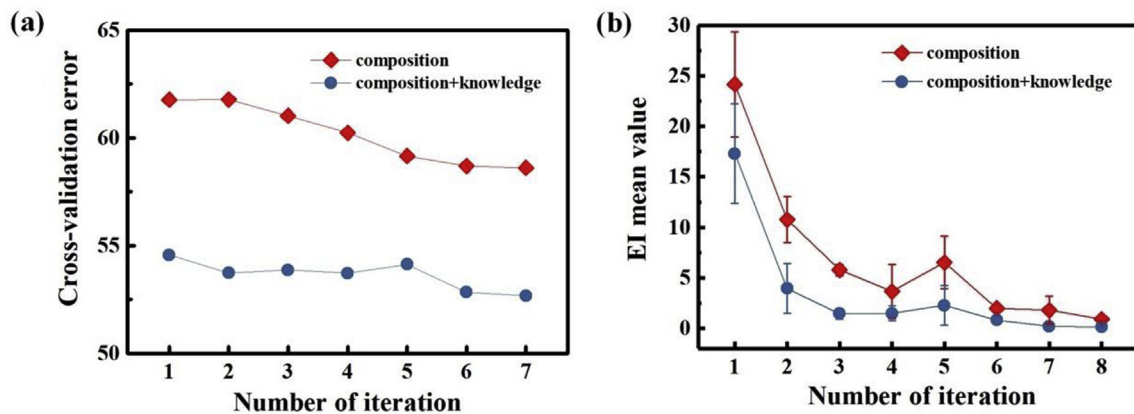 (a)
65
60
55
50
Cross-validation error
composition
composition+knowledge
1 2 3 4 5 6 7
Number of iteration
(b)
30
25
20
15
10
5
0
EI mean value
composition
composition+knowledge
1 2 3 4 5 6 7 8
Number of iteration